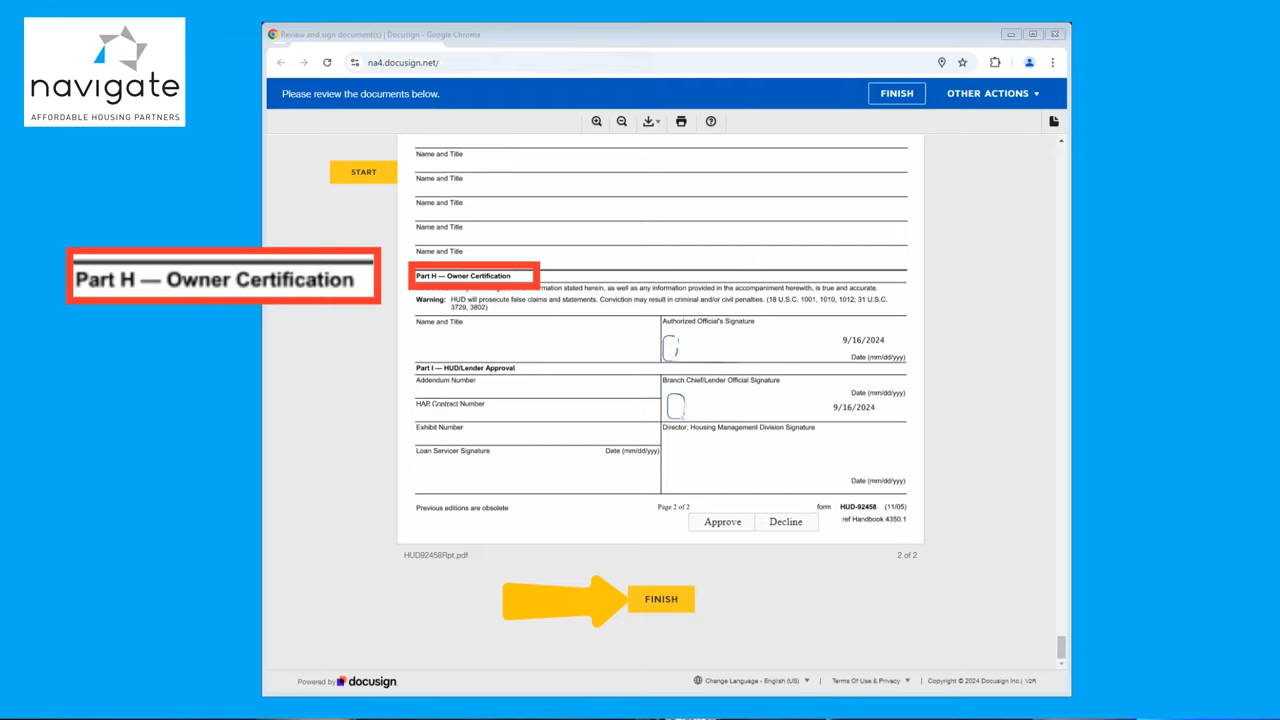 navigate
AFFORDABLE HOUSING PARTNERS
Review and sign document(s) | Docusign - Google Chrome
na4.docusign.net/
Please review the documents below.
FINISH
OTHER ACTIONS
START
Name and Title
Name and Title
Name and Title
Name and Title
Name and Title
Part H — Owner Certification
Part H — Owner Certification
information stated herein, as well as any information provided in the accompaniment herewith, is true and accurate.
Warning: HUD will prosecute false claims and statements. Conviction may result in criminal and/or civil penalties. (18 U.S.C. 1001, 1010, 1012; 31 U.S.C.
3729, 3802)
Name and Title
Authorized Official's Signature
9/16/2024
Date (mm/dd/yyy)
Part I — HUD/Lender Approval
Addendum Number
Branch Chief/Lender Official Signature
Date (mm/dd/yyy)
HAP Contract Number
9/16/2024
Exhibit Number
Director, Housing Management Division Signature
Loan Servicer Signature
Date (mm/dd/yyy)
Date (mm/dd/yyy)
Previous editions are obsolete
Page 2 of 2
form HUD-92458 (11/05)
ref Handbook 4350.1
Approve
Decline
HUD92458Rpt.pdf
2 of 2
FINISH
Powered by docusign
Change Language - English (US)
Terms Of Use & Privacy
Copyright © 2024 Docusign Inc. | V2R